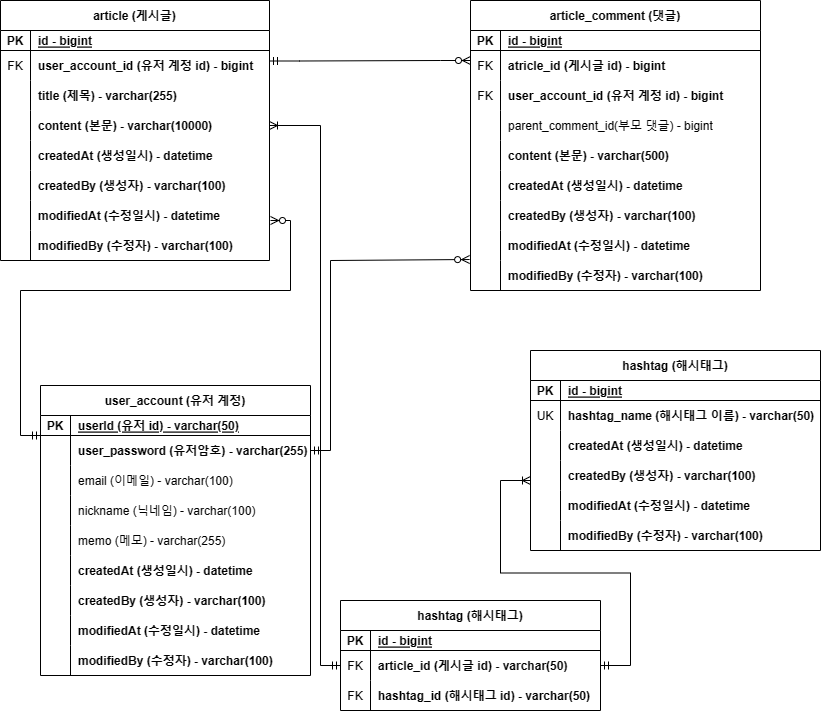 article (게시글)
PK id - bigint
FK user_account_id (유저 계정 id) - bigint
title (제목) - varchar(255)
content (본문) - varchar(10000)
createdAt (생성일시) - datetime
createdBy (생성자) - varchar(100)
modifiedAt (수정일시) - datetime
modifiedBy (수정자) - varchar(100)
article_comment (댓글)
PK id - bigint
FK atricle_id (게시글 id) - bigint
FK user_account_id (유저 계정 id) - bigint
parent_comment_id(부모 댓글) - bigint
content (본문) - varchar(500)
createdAt (생성일시) - datetime
createdBy (생성자) - varchar(100)
modifiedAt (수정일시) - datetime
modifiedBy (수정자) - varchar(100)
user_account (유저 계정)
PK userId (유저 id) - varchar(50)
user_password (유저암호) - varchar(255)
email (이메일) - varchar(100)
nickname (닉네임) - varchar(100)
memo (메모) - varchar(255)
createdAt (생성일시) - datetime
createdBy (생성자) - varchar(100)
modifiedAt (수정일시) - datetime
modifiedBy (수정자) - varchar(100)
hashtag (해시태그)
PK id - bigint
UK hashtag_name (해시태그 이름) - varchar(50)
createdAt (생성일시) - datetime
createdBy (생성자) - varchar(100)
modifiedAt (수정일시) - datetime
modifiedBy (수정자) - varchar(100)
hashtag (해시태그)
PK id - bigint
FK article_id (게시글 id) - varchar(50)
FK hashtag_id (해시태그 id) - varchar(50)